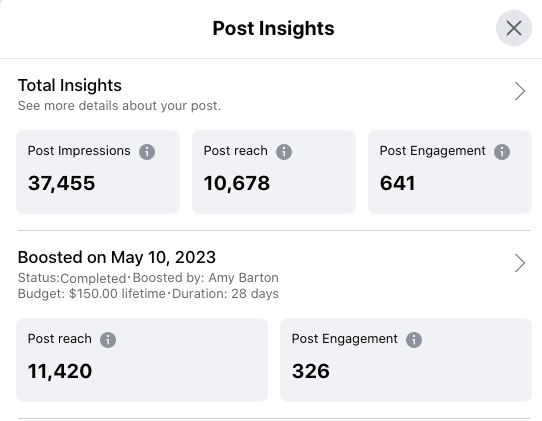 Post Insights
Total Insights
See more details about your post.
Post Impressions
Post reach
Post Engagement
37,455
10,678
641
Boosted on May 10, 2023
Status:Completed·Boosted by: Amy Barton
Budget: $150.00 lifetime·Duration: 28 days
Post reach
Post Engagement
11,420
326